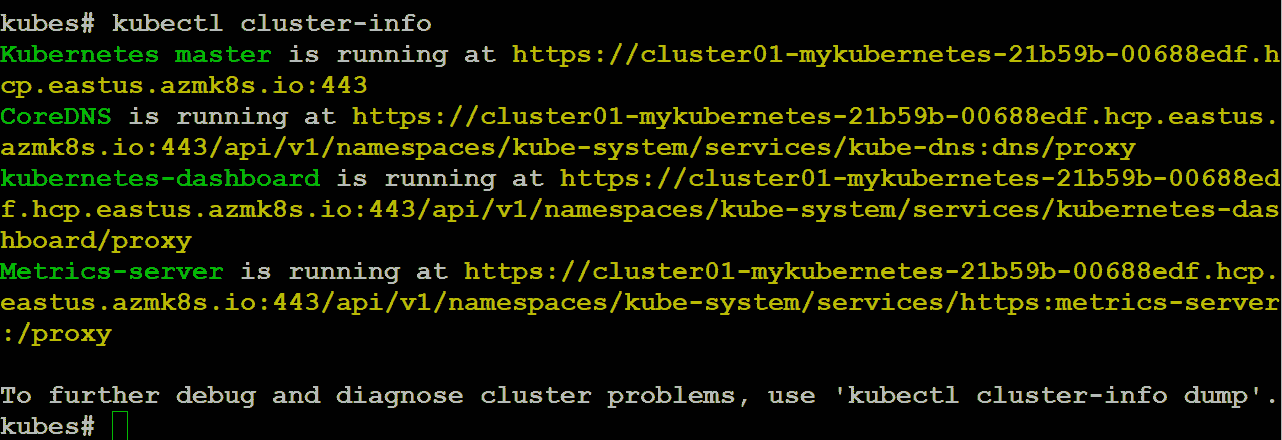 kubes# kubectl cluster-info
Kubernetes master is running at https://cluster01-mykubernetes-21b59b-00688edf.h
cp.eastus.azmk8s.io:443
CoreDNS is running at https://cluster01-mykubernetes-21b59b-00688edf.hcp.eastus.
azmk8s.io:443/api/v1/namespaces/kube-system/services/kube-dns:dns/proxy
kubernetes-dashboard is running at https://cluster01-mykubernetes-21b59b-00688ed
f.hcp.eastus.azmk8s.io:443/api/v1/namespaces/kube-system/services/kubernetes-das
hboard/proxy
Metrics-server is running at https://cluster01-mykubernetes-21b59b-00688edf.hcp.
eastus.azmk8s.io:443/api/v1/namespaces/kube-system/services/https:metrics-server
:/proxy
To further debug and diagnose cluster problems, use 'kubectl cluster-info dump'.
kubes#